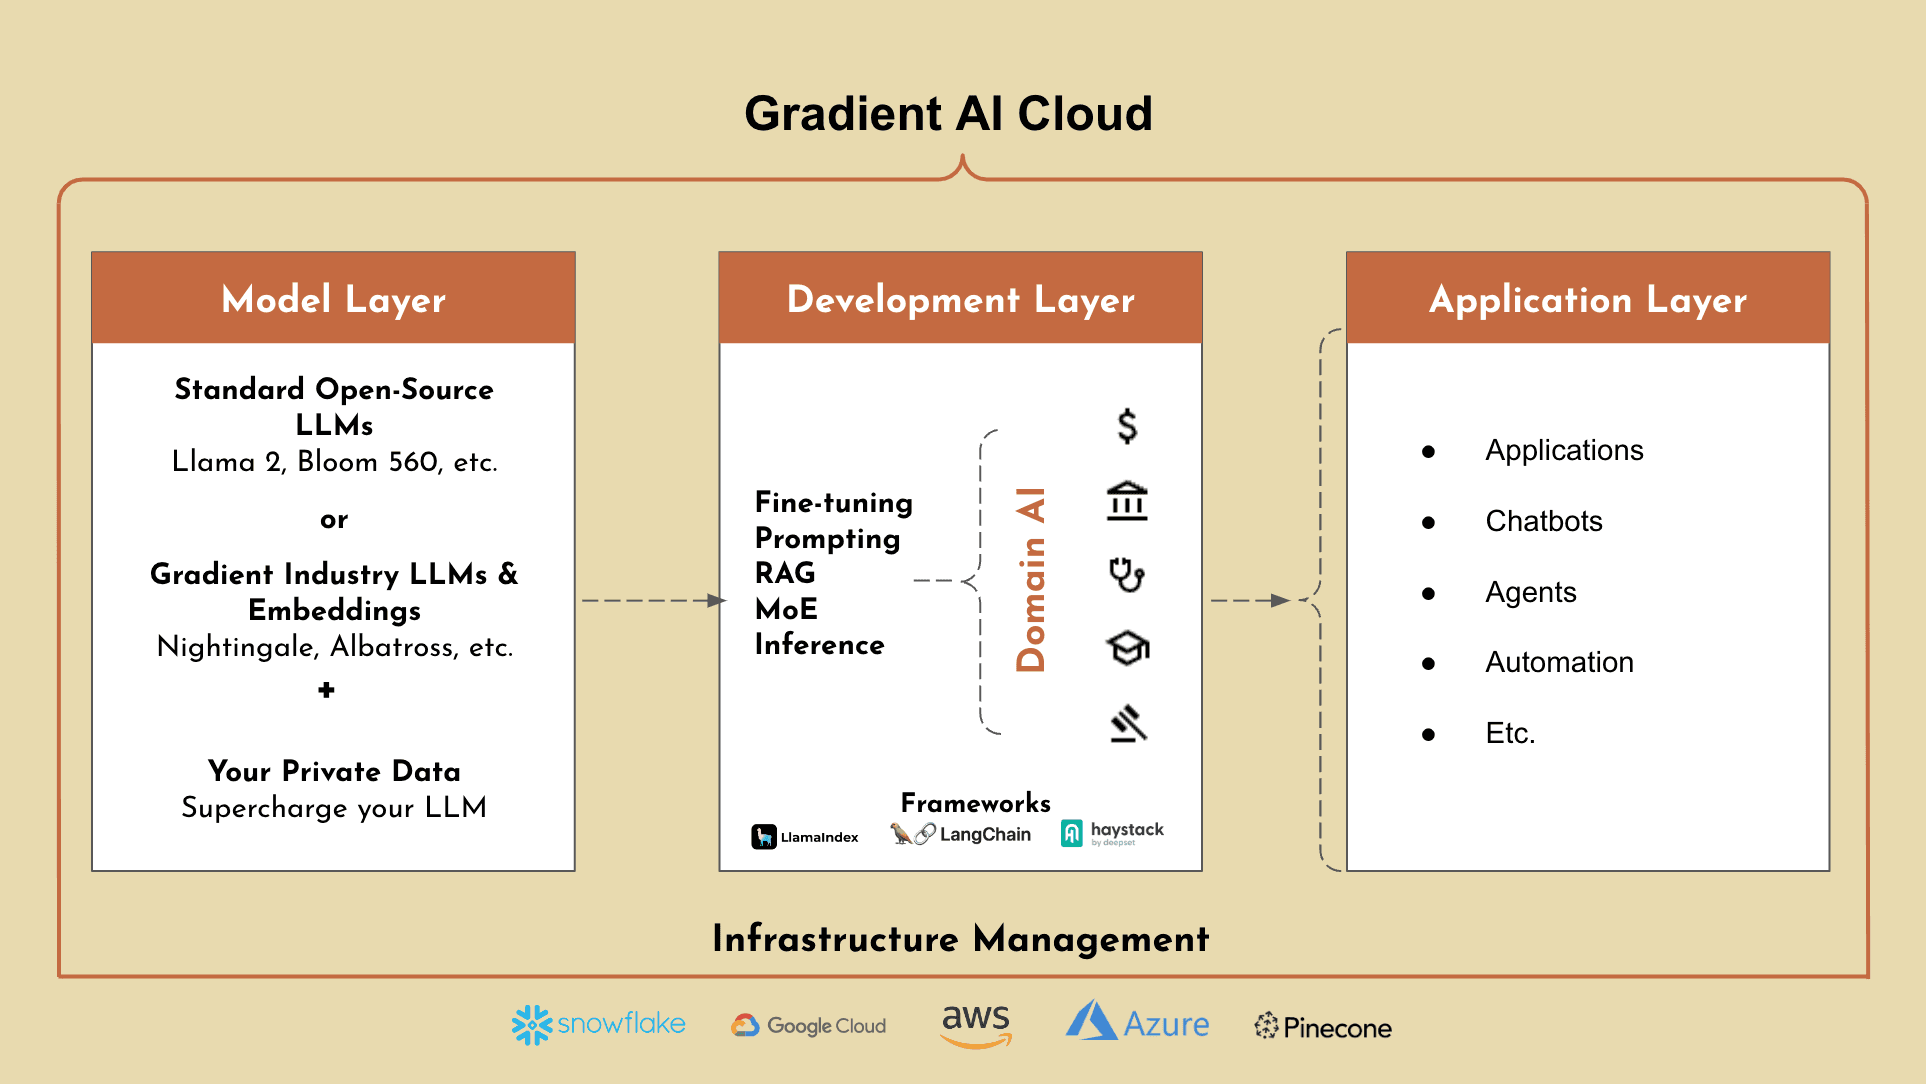 Gradient AI Cloud
Model Layer
Standard Open-Source
LLMs
Llama 2, Bloom 560, etc.
or
Gradient Industry LLMs &
Embeddings
Nightingale, Albatross, etc.
+
Your Private Data
Supercharge your LLM
Development Layer
Fine-tuning
Prompting
RAG
MoE
Inference
Domain AI
$
Frameworks
LlamaIndex
LangChain
haystack
by deepset
Application Layer
● Applications
● Chatbots
● Agents
● Automation
● Etc.
Infrastructure Management
snowflake
Google Cloud
aws
Azure
Pinecone